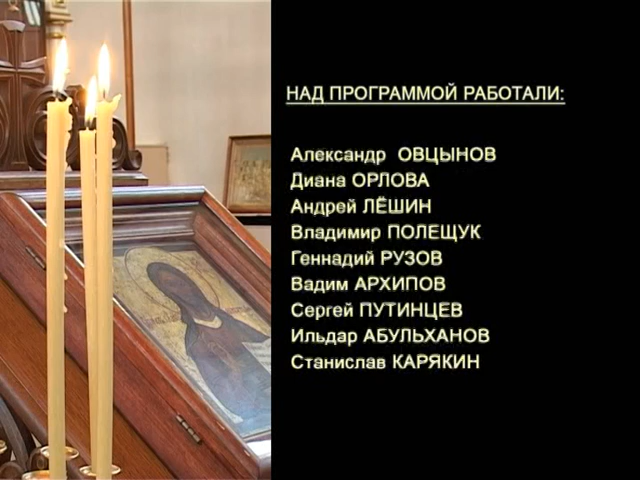 НАД ПРОГРАММОЙ РАБОТАЛИ:
Александр ОВЦЫНОВ
Диана ОРЛОВА
Андрей ЛЁШИН
Владимир ПОЛЕЩУК
Геннадий РУЗОВ
Вадим АРХИПОВ
Сергей ПУТИНЦЕВ
Ильдар АБУЛЬХАНОВ
Станислав КАРЯКИН